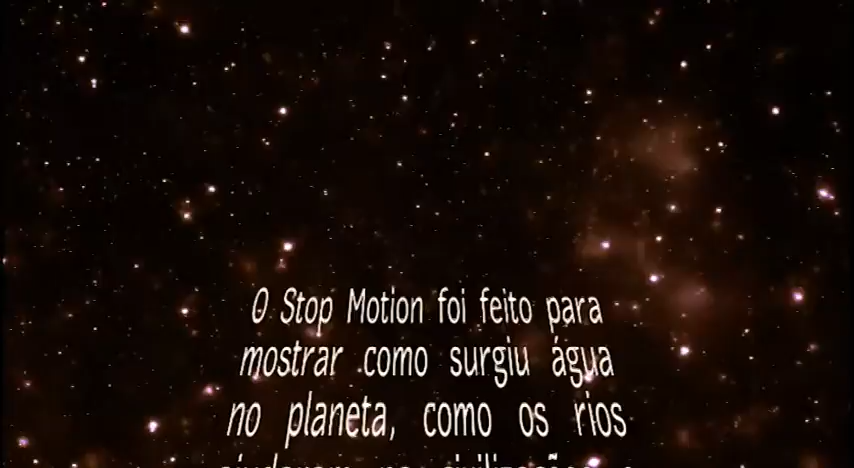 O Stop Motion foi feito para
mostrar como surgiu água
no planeta, como os rios